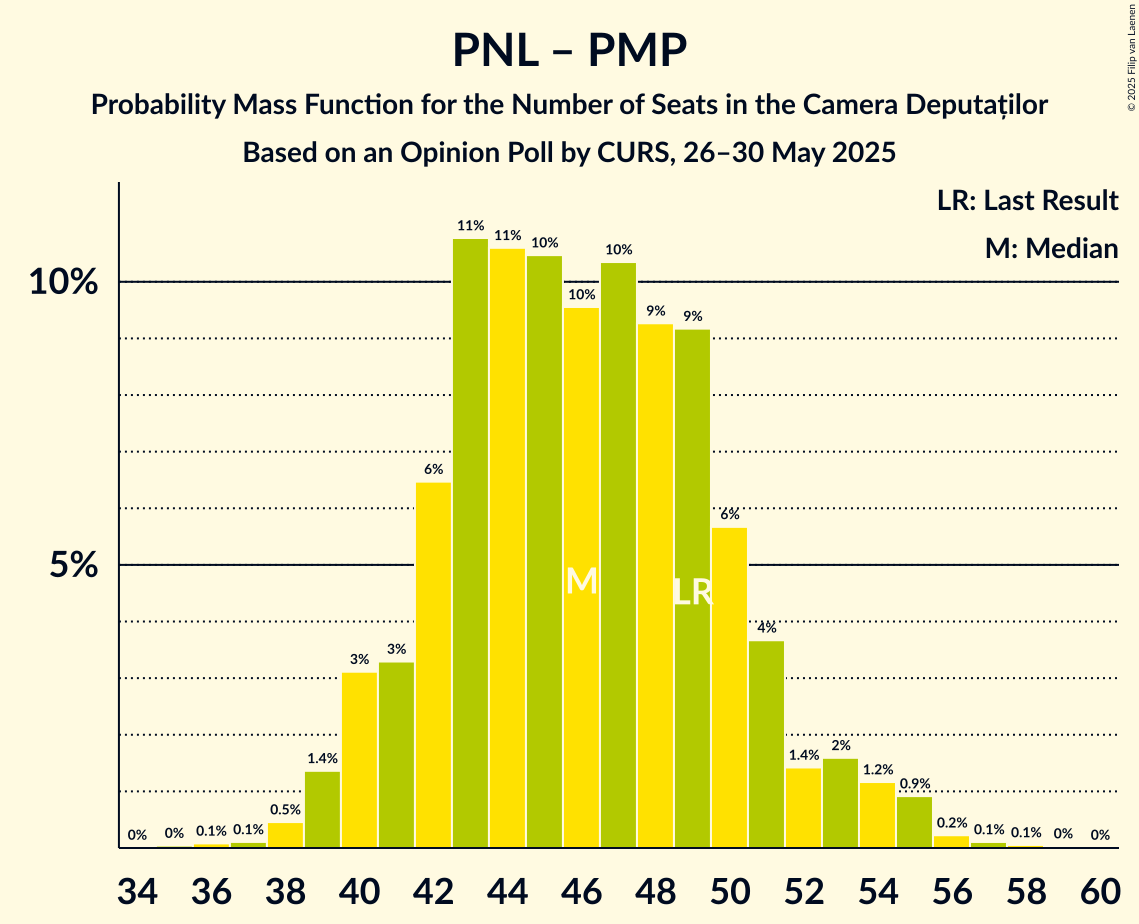 PNL – PMP
Probability Mass Function for the Number of Seats in the Camera Deputaților
Based on an Opinion Poll by CURS, 26–30 May 2025
© 2025 Filip van Laenen
LR: Last Result
M: Median
10%
5%
0% 0% 0.1% 0.1% 0.5% 1.4% 3% 3% 6% 11% 11% 10% 10% 10% 9% 9% 6% 4% 1.4% 2% 1.2% 0.9% 0.2% 0.1% 0.1% 0% 0%
M
LR
34 36 38 40 42 44 46 48 50 52 54 56 58 60